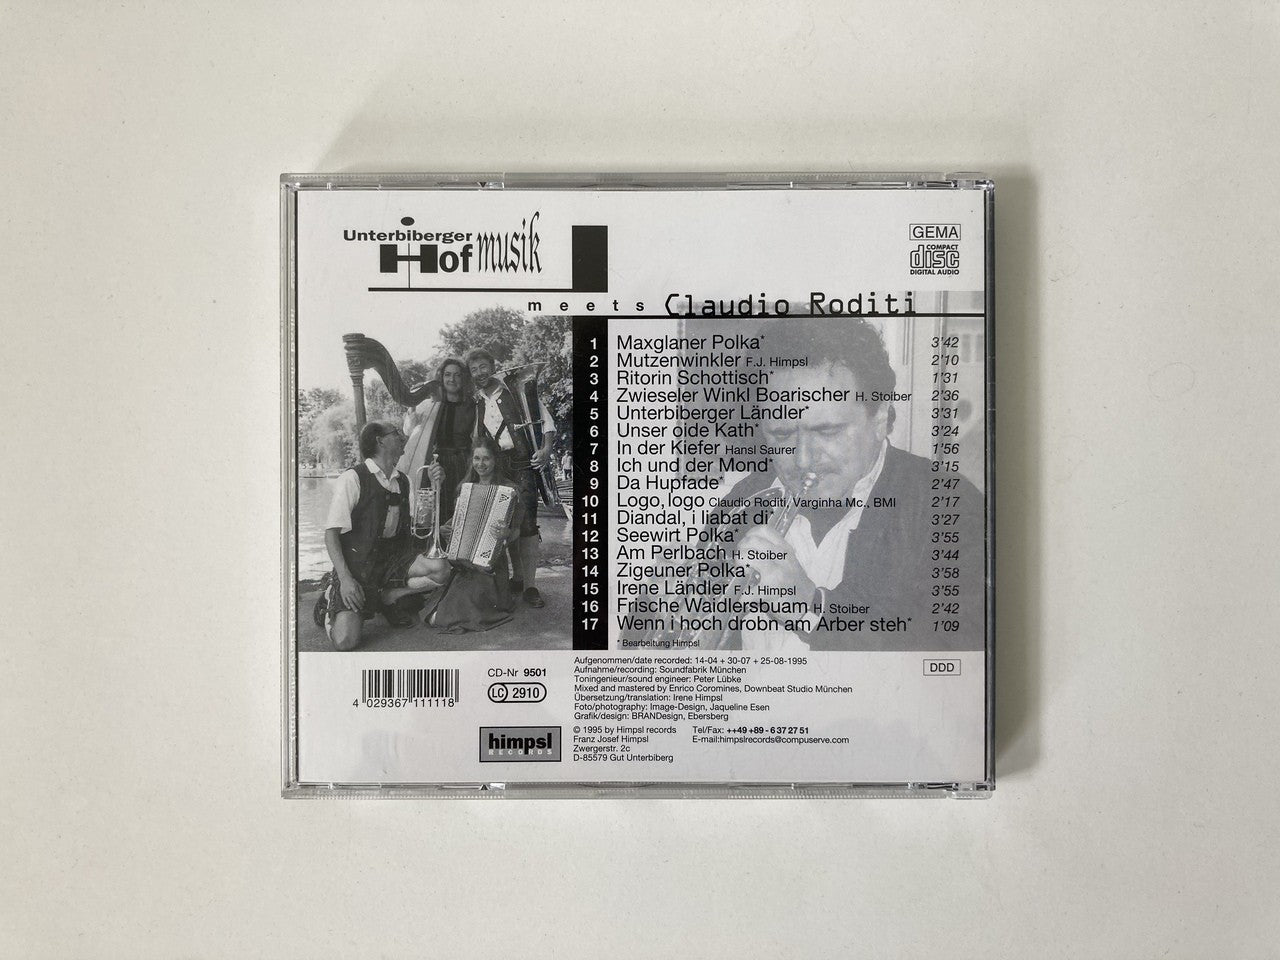 Unterbiberger
Hof musik
meets Claudio Roditi
GEMA
COMPACT
disc
DIGITAL AUDIO
1 Maxglaner Polka* 3'42
2 Mutzenwinkler F.J. Himpsl 2'10
3 Ritorin Schottisch* 1'31
4 Zwieseler Winkl Boarischer H. Stoiber 2'36
5 Unterbiberger Ländler* 3'31
6 Unser oide Kath* 3'24
7 In der Kiefer Hansl Saurer 1'56
8 Ich und der Mond* 3'15
9 Da Hupfade* 2'47
10 Logo, logo Claudio Roditi, Varginha Mc., BMI 2'17
11 Diandal, i liabat di* 3'27
12 Seewirt Polka* 3'55
13 Am Perlbach H. Stoiber 3'44
14 Zigeuner Polka* 3'58
15 Irene Ländler F.J. Himpsl 3'55
16 Frische Waidlersbuam H. Stoiber 2'42
17 Wenn i hoch drobn am Arber steh* 1'09
* Bearbeitung Himpsl
Aufgenommen/date recorded: 14-04 + 30-07 + 25-08-1995
Aufnahme/recording: Soundfabrik München
Toningenieur/sound engineer: Peter Lübke
Mixed and mastered by Enrico Coromines, Downbeat Studio München
Übersetzung/translation: Irene Himpsl
Foto/photography: Image-Design, Jaqueline Esen
Grafik/design: BRANDesign, Ebersberg
DDD
4 029367 111118
CD-Nr 9501
LC 2910
himpsl
RECORDS
© 1995 by Himpsl records
Franz Josef Himpsl
Zwergerstr. 2c
D-85579 Gut Unterbiberg
Tel/Fax: ++49 +89 - 6 37 27 51
E-mail:himpslrecords@compuserve.com